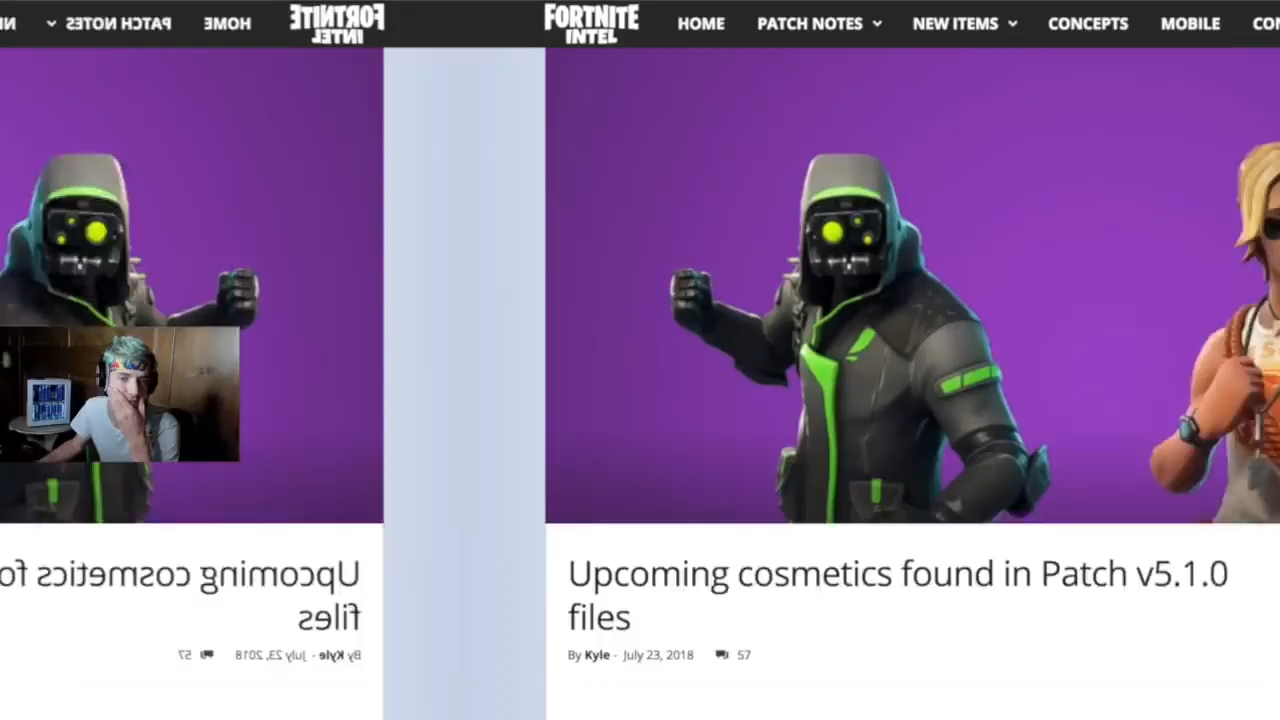 FORTNITE
INTEL
HOME
PATCH NOTES
NEW ITEMS
CONCEPTS
MOBILE
Upcoming cosmetics found in Patch v5.1.0
files
By Kyle - July 23, 2018 57
HOME
PATCH NOTES
FORTNITE
INTEL
Upcoming cosmetics fo
files
By Kyle - July 23, 2018 57